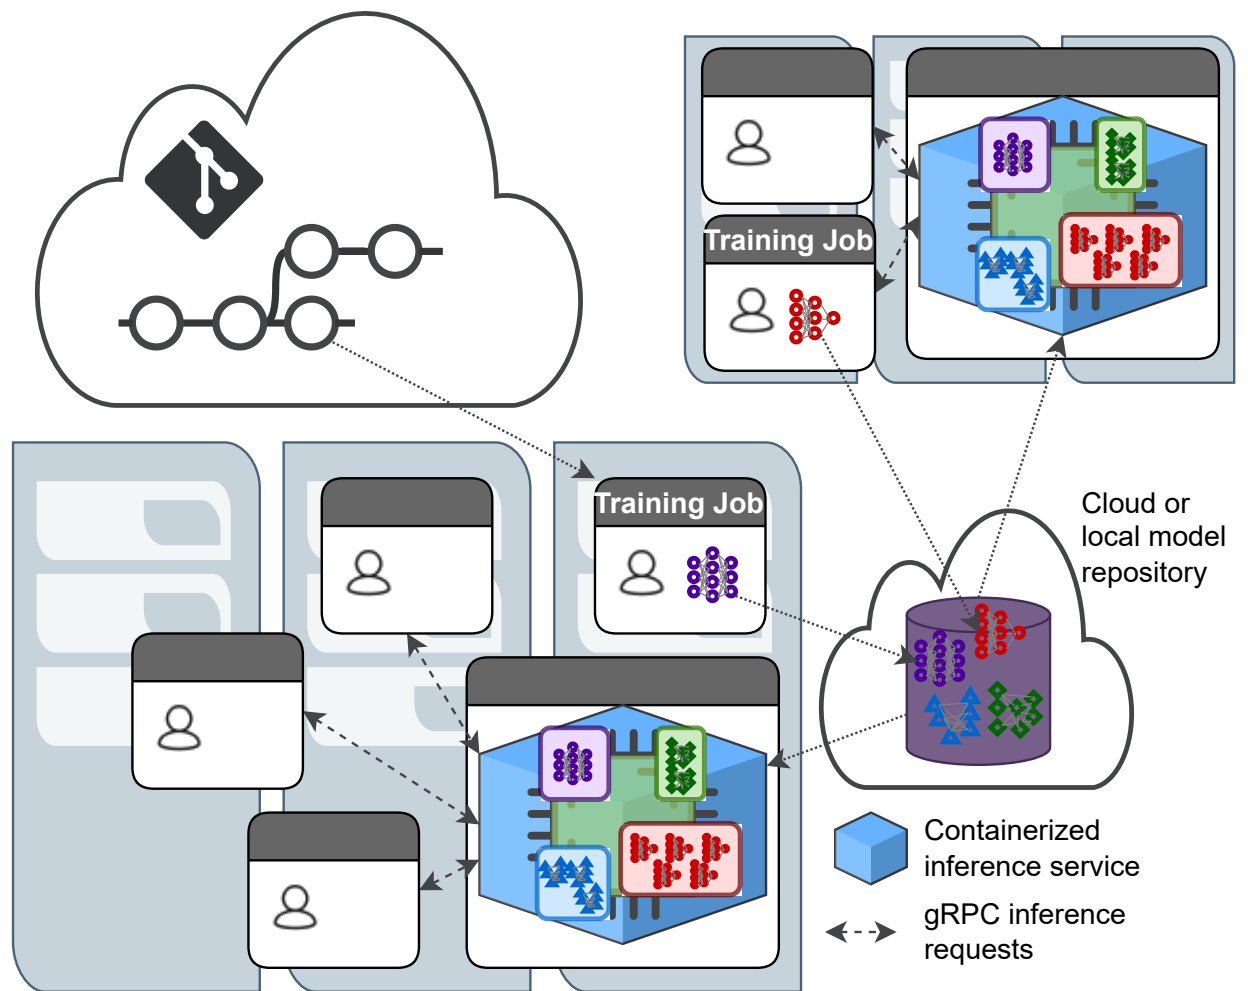 Training Job
Training Job
Cloud or
local model
repository
Containerized
inference service
gRPC inference
requests